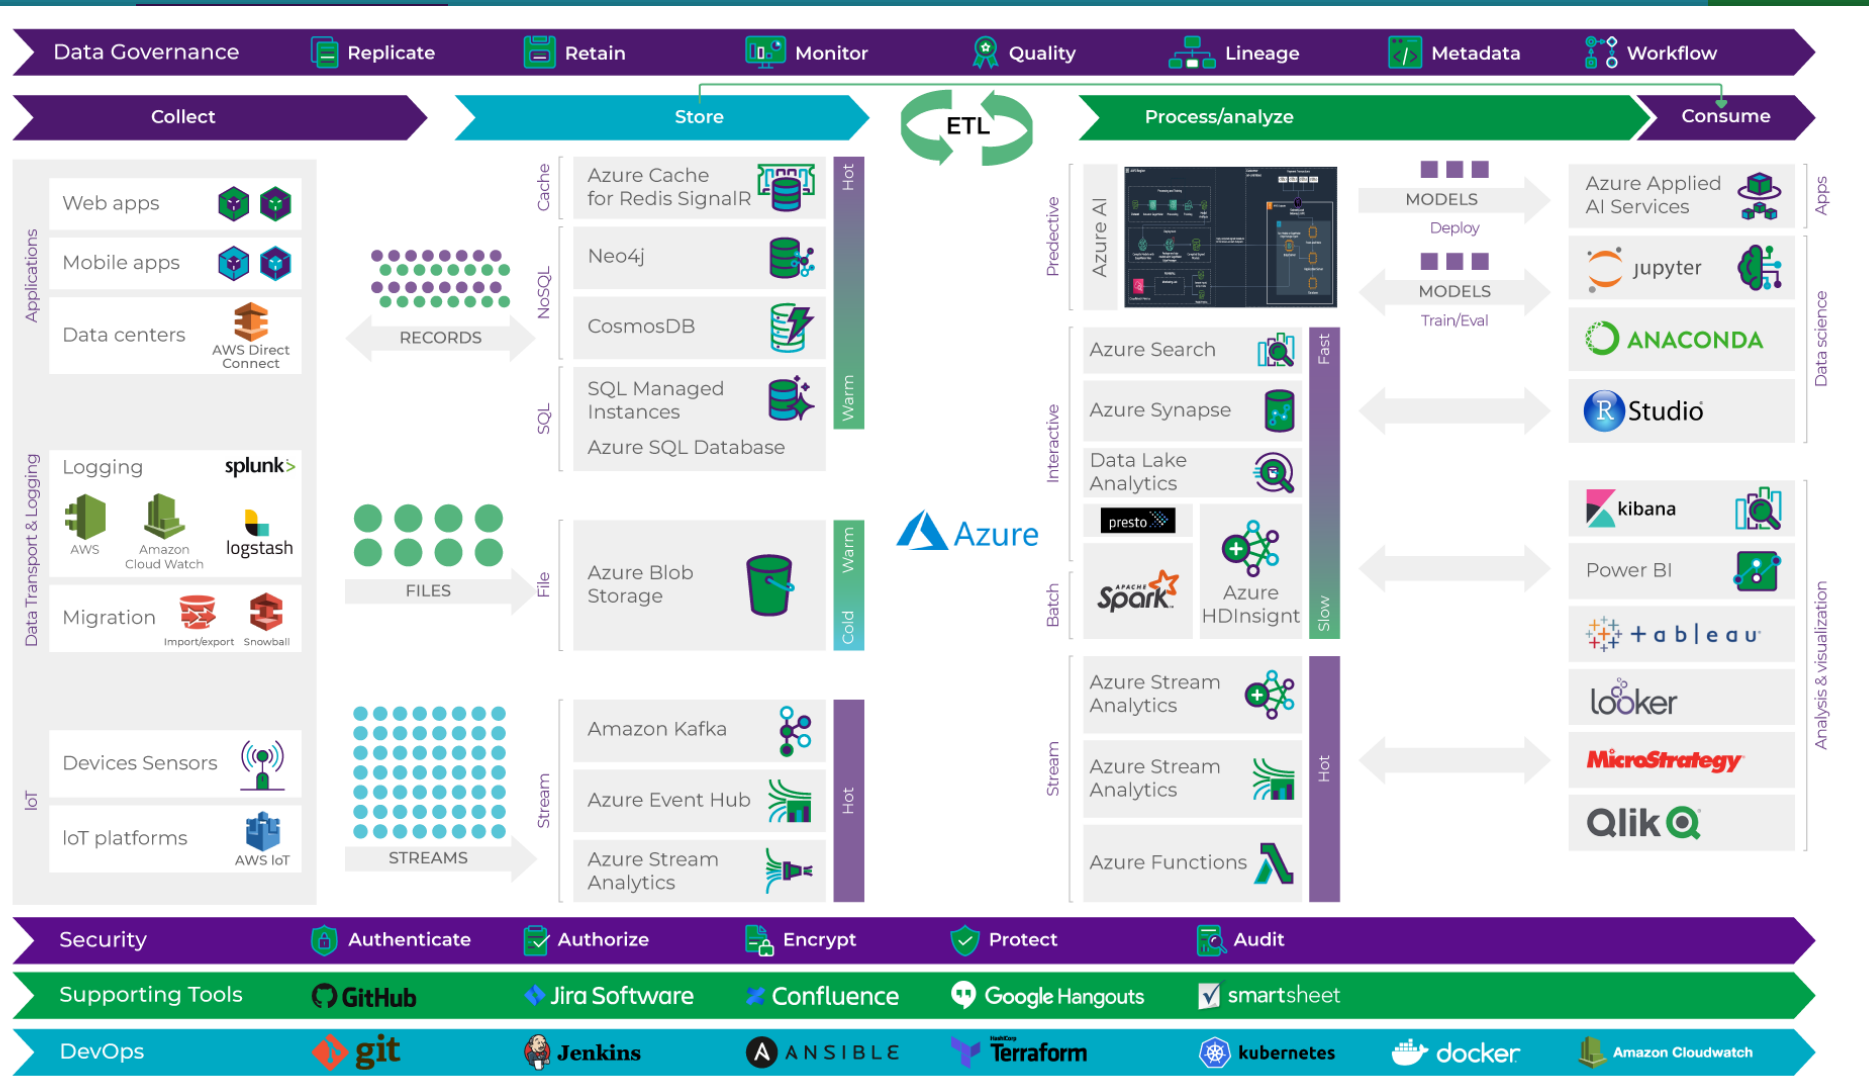 Data Governance
Replicate
Retain
Monitor
Quality
Lineage
Metadata
Workflow
Collect
Store
ETL
Process/analyze
Consume
Applications
Web apps
Mobile apps
Data centers
AWS Direct
Connect
Data Transport & Logging
Logging
splunk>
AWS
Amazon
Cloud Watch
logstash
Migration
Import/export
Snowball
IoT
Devices Sensors
IoT platforms
AWS IoT
RECORDS
FILES
STREAMS
Cache
Azure Cache
for Redis SignalR
NoSQL
Neo4j
CosmosDB
SQL
SQL Managed
Instances
Azure SQL Database
Hot
Warm
File
Azure Blob
Storage
Warm
Cold
Stream
Amazon Kafka
Azure Event Hub
Azure Stream
Analytics
Hot
Azure
Predective
Azure AI
Interactive
Azure Search
Azure Synapse
Data Lake
Analytics
presto
Batch
APACHE
Spark
Azure
HDInsignt
Fast
Slow
Stream
Azure Stream
Analytics
Azure Stream
Analytics
Azure Functions
Hot
MODELS
Deploy
MODELS
Train/Eval
Azure Applied
AI Services
Apps
jupyter
ANACONDA
R Studio
Data science
kibana
Power BI
+ableau
looker
MicroStrategy
Qlik
Analysis & visualization
Security
Authenticate
Authorize
Encrypt
Protect
Audit
Supporting Tools
GitHub
Jira Software
Confluence
Google Hangouts
smartsheet
DevOps
git
Jenkins
ANSIBLE
HashiCorp
Terraform
kubernetes
docker
Amazon Cloudwatch